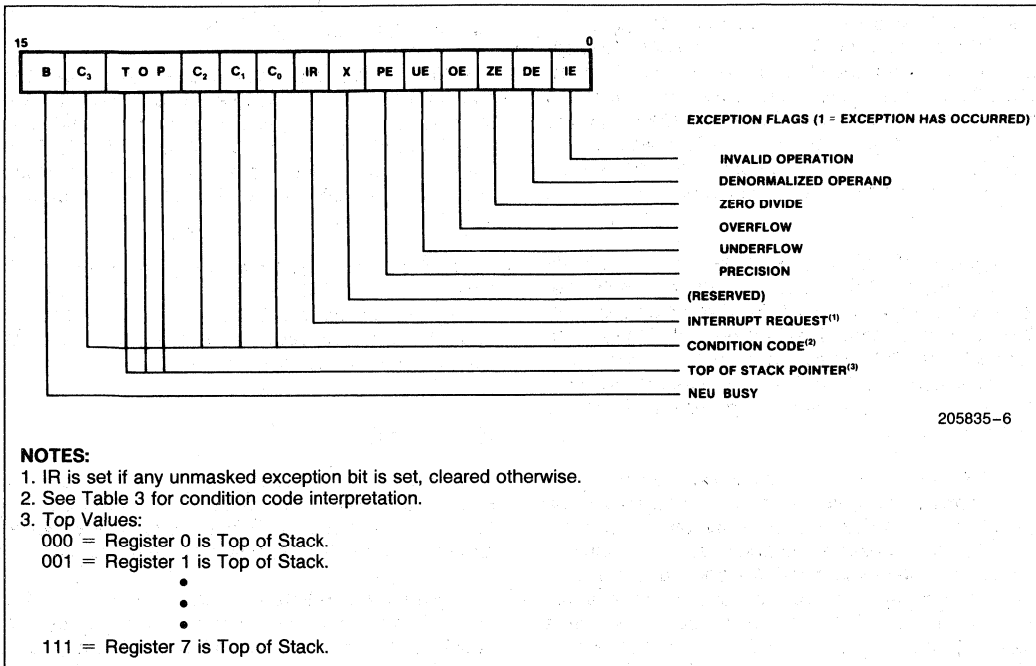 15 0
B C₃ T O P C₂ C₁ C₀ IR X PE UE OE ZE DE IE
EXCEPTION FLAGS (1 = EXCEPTION HAS OCCURRED)
INVALID OPERATION
DENORMALIZED OPERAND
ZERO DIVIDE
OVERFLOW
UNDERFLOW
PRECISION
(RESERVED)
INTERRUPT REQUEST⁽¹⁾
CONDITION CODE⁽²⁾
TOP OF STACK POINTER⁽³⁾
NEU BUSY
205835–6
NOTES:
1. IR is set if any unmasked exception bit is set, cleared otherwise.
2. See Table 3 for condition code interpretation.
3. Top Values:
000 = Register 0 is Top of Stack.
001 = Register 1 is Top of Stack.
•
•
•
111 = Register 7 is Top of Stack.